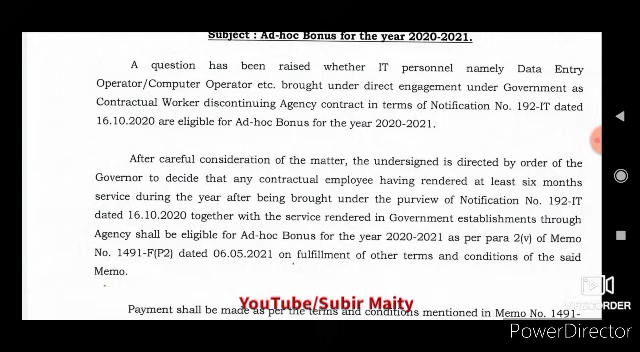 Subject : Ad-hoc Bonus for the year 2020-2021.
A question has been raised whether IT personnel namely Data Entry
Operator/Computer Operator etc. brought under direct engagement under Government as
Contractual Worker discontinuing Agency contract in terms of Notification No. 192-IT dated
16.10.2020 are eligible for Ad-hoc Bonus for the year 2020-2021.
After careful consideration of the matter, the undersigned is directed by order of the
Governor to decide that any contractual employee having rendered at least six months
service during the year after being brought under the purview of Notification No. 192-IT
dated 16.10.2020 together with the service rendered in Government establishments through
Agency shall be eligible for Ad-hoc Bonus for the year 2020-2021 as per para 2(v) of Memo
No. 1491-F(P2) dated 06.05.2021 on fulfillment of other terms and conditions of the said
Memo.
Payment shall be made as per the terms and conditions mentioned in Memo No. 1491-
YouTube/Subir Maity
PowerDirector